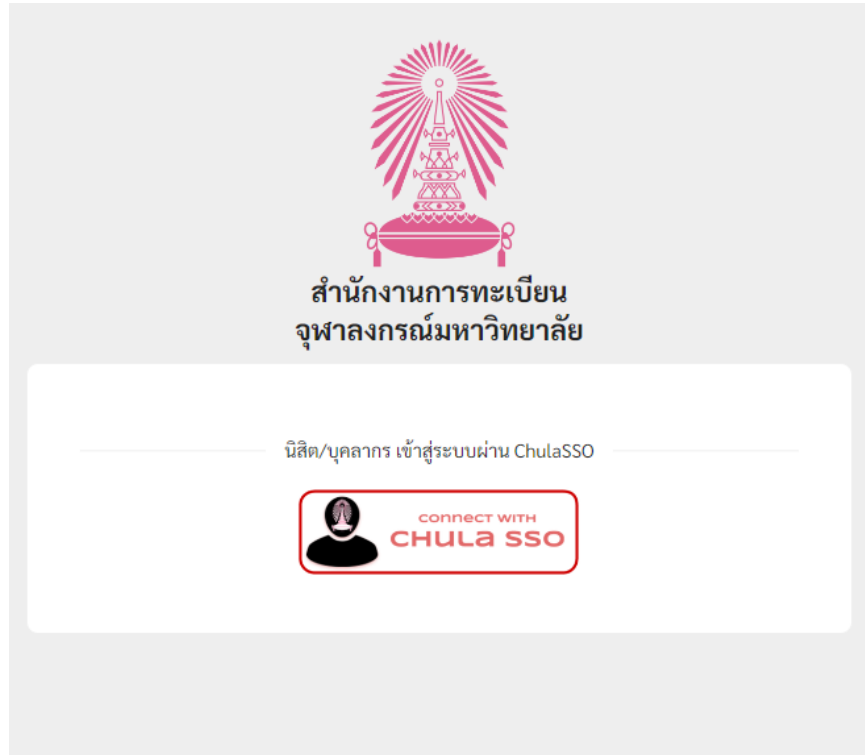 สำนักงานการทะเบียน
จุฬาลงกรณ์มหาวิทยาลัย
นิสิต/บุคลากร เข้าสู่ระบบผ่าน ChulaSSO
CONNECT WITH
CHULA SSO